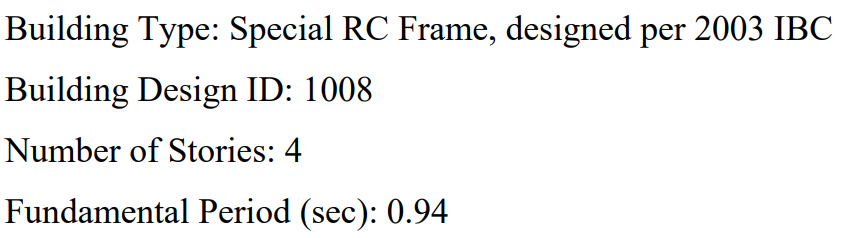 Building Type: Special RC Frame, designed per 2003 IBC
Building Design ID: 1008
Number of Stories: 4
Fundamental Period (sec): 0.94